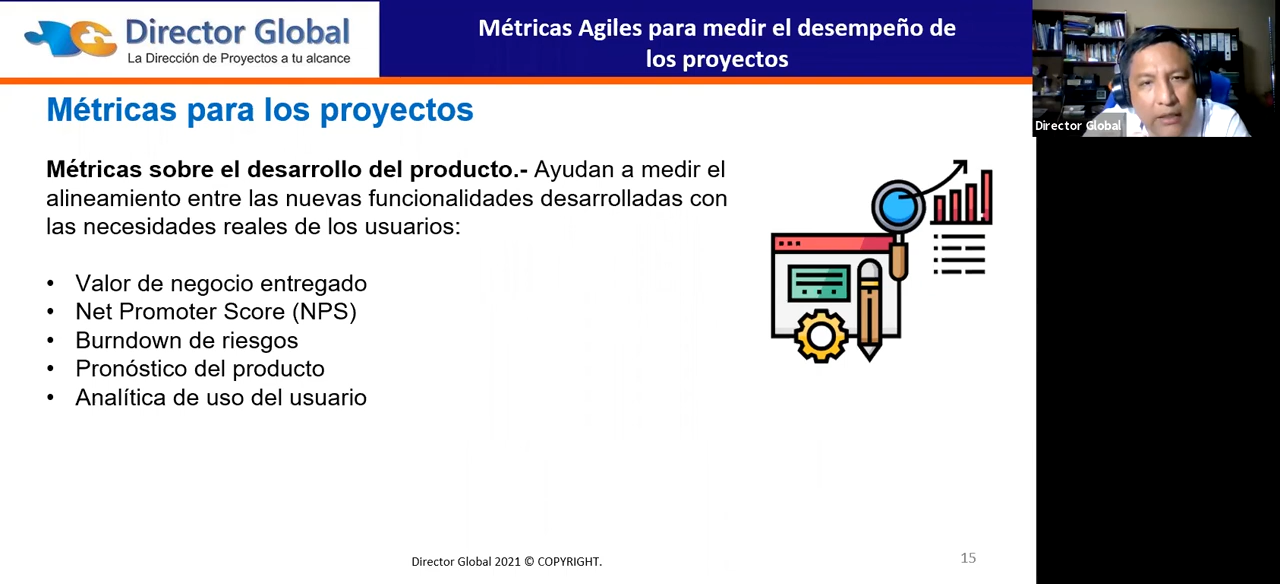 Director Global
La Dirección de Proyectos a tu alcance
Métricas Agiles para medir el desempeño de
los proyectos
Director Global
Métricas para los proyectos
Métricas sobre el desarrollo del producto.- Ayudan a medir el
alineamiento entre las nuevas funcionalidades desarrolladas con
las necesidades reales de los usuarios:
• Valor de negocio entregado
• Net Promoter Score (NPS)
• Burndown de riesgos
• Pronóstico del producto
• Analítica de uso del usuario
Director Global 2021 © COPYRIGHT.
15